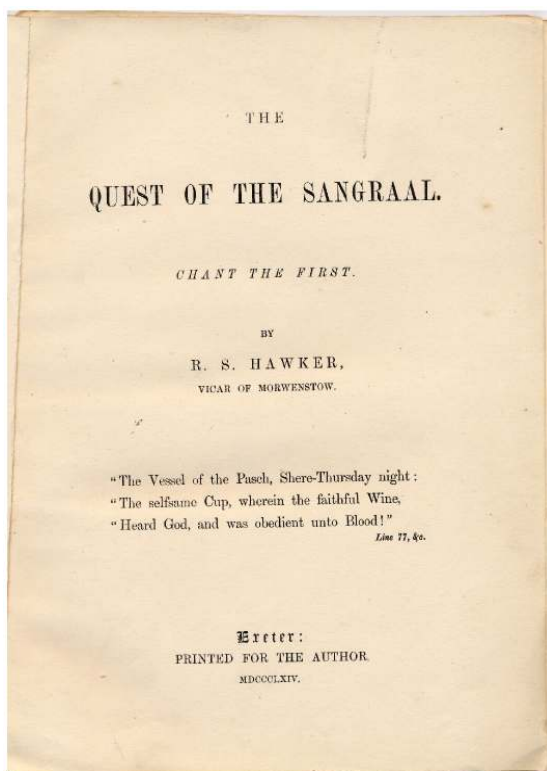 THE
QUEST OF THE SANGRAAL.
CHANT THE FIRST.
BY
R. S. HAWKER,
VICAR OF MORWENSTOW.
"The Vessel of the Pasch, Shere-Thursday night:
"The selfsame Cup, wherein the faithful Wine,
"Heard God, and was obedient unto Blood!"
Line 77, &c.
Exeter:
PRINTED FOR THE AUTHOR.
MDCCCLXIV.